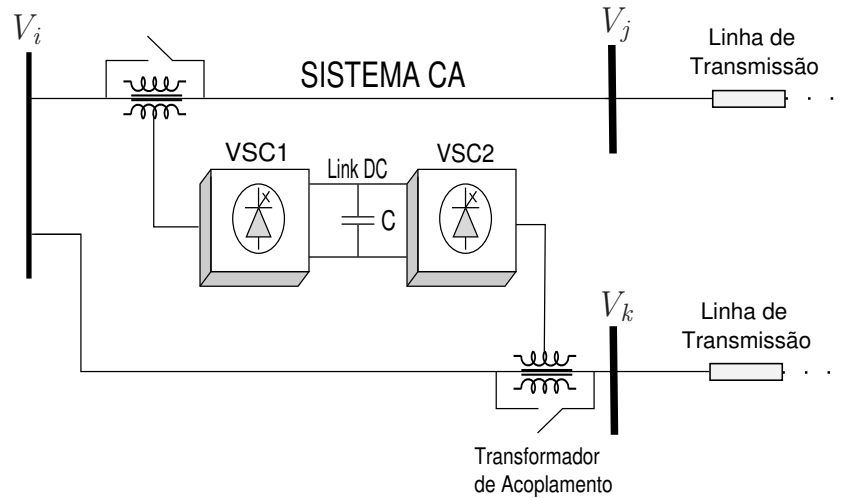 V_i
V_j
Linha de
Transmissão
SISTEMA CA
VSC1
Link DC
VSC2
C
V_k
Linha de
Transmissão
Transformador
de Acoplamento